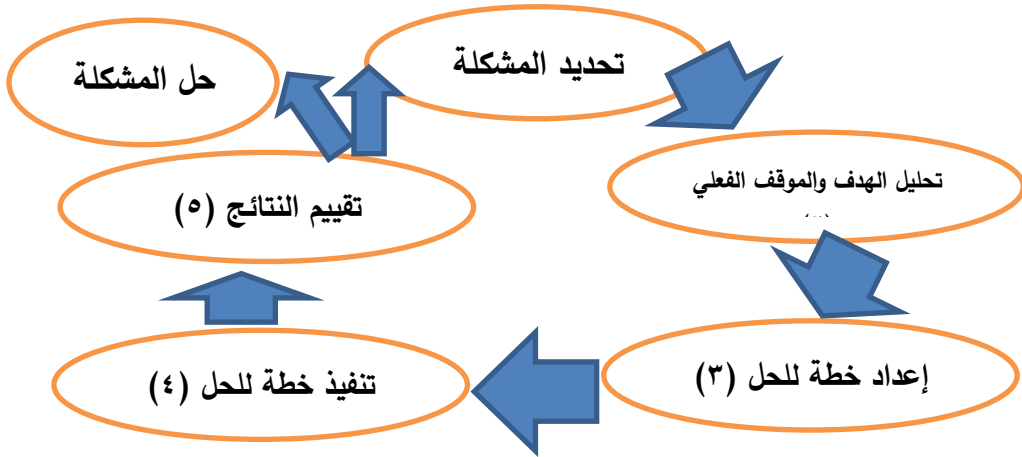 تحديد المشكلة
حل المشكلة
تحليل الهدف والموقف الفعلي
تقييم النتائج (٥)
إعداد خطة للحل (٣)
تنفيذ خطة للحل (٤)